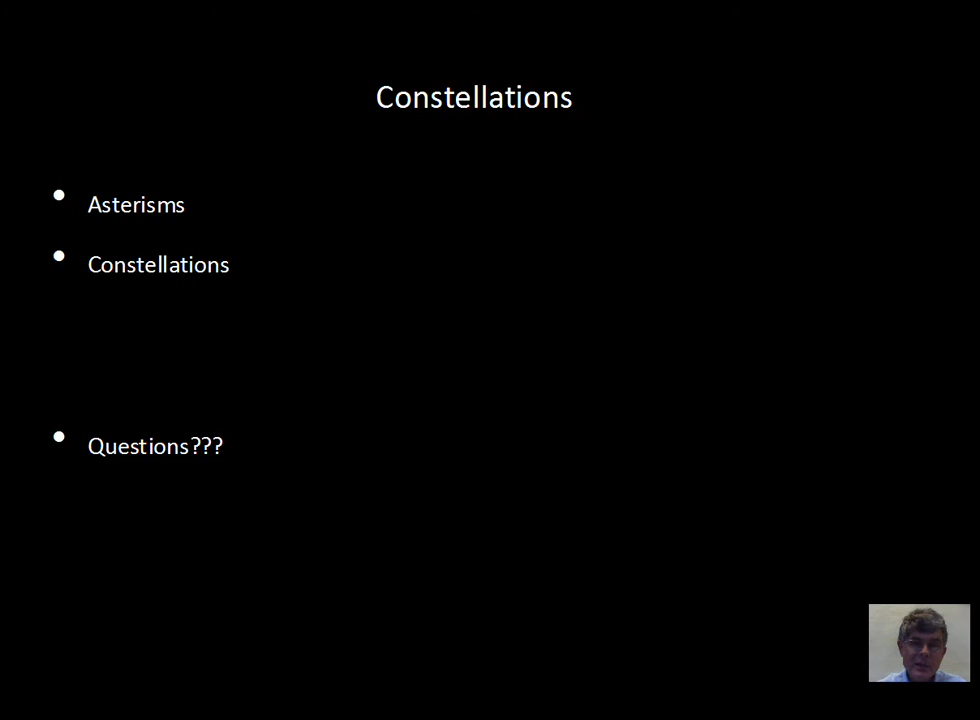 Constellations
• Asterisms
• Constellations
• Questions???